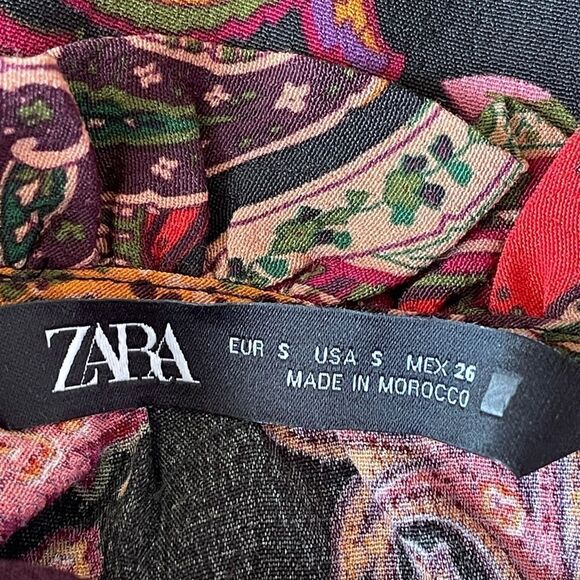 ZARA
EUR S USA S MEX 26
MADE IN MOROCCO